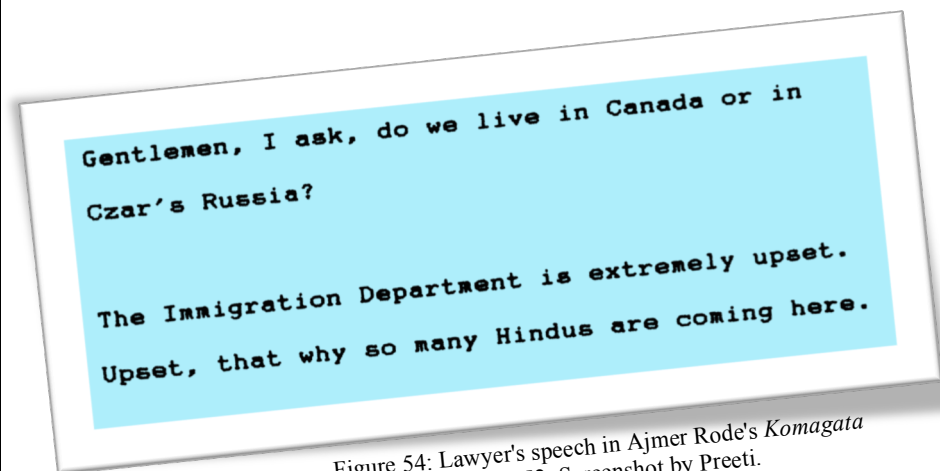 Gentlemen, I ask, do we live in Canada or in
Czar's Russia?
The Immigration Department is extremely upset.
Upset, that why so many Hindus are coming here.
Figure 54: Lawyer's speech in Ajmer Rode's Komagata
Screenshot by Preeti.